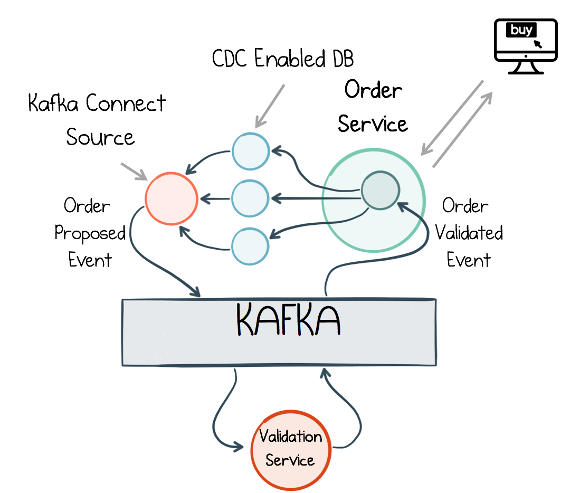 buy
CDC Enabled DB
Order
Service
Kafka Connect
Source
Order
Proposed
Event
Order
Validated
Event
KAFKA
Validation
Service